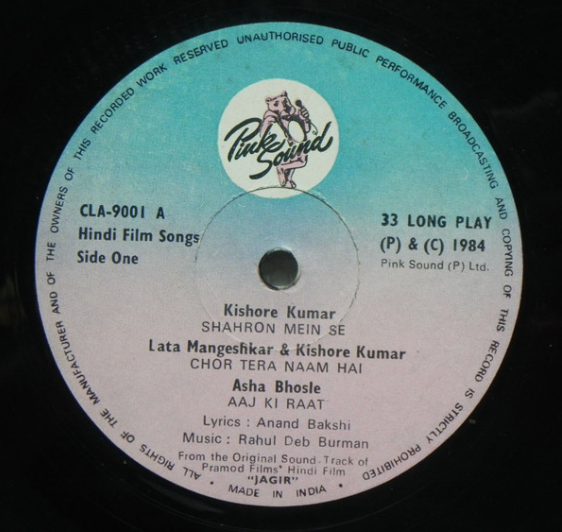 ALL RIGHTS OF THE MANUFACTURER AND OF THE OWNERS OF THIS RECORDED WORK RESERVED UNAUTHORISED PUBLIC PERFORMANCE BROADCASTING AND COPYING OF THIS RECORD IS STRICTLY PROHIBITED
Pink
Sound
CLA-9001 A
Hindi Film Songs
Side One
33 LONG PLAY
(P) & (C) 1984
Pink Sound (P) Ltd.
Kishore Kumar
SHAHRON MEIN SE
Lata Mangeshkar & Kishore Kumar
CHOR TERA NAAM HAI
Asha Bhosle
AAJ KI RAAT
Lyrics : Anand Bakshi
Music : Rahul Deb Burman
From the Original Sound-Track of
Pramod Films' Hindi Film
"JAGIR"
• MADE IN INDIA •